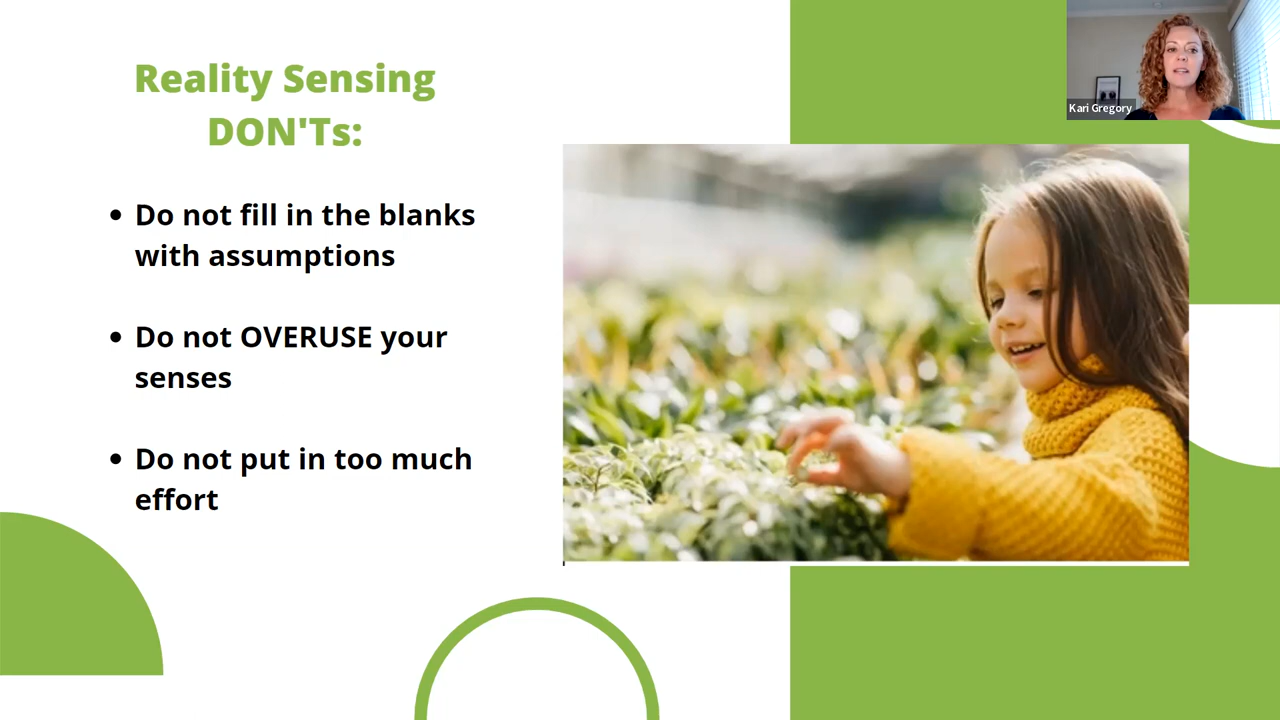 Reality Sensing
DON'Ts:
Do not fill in the blanks
with assumptions
Do not OVERUSE your
senses
Do not put in too much
effort
Kari Gregory